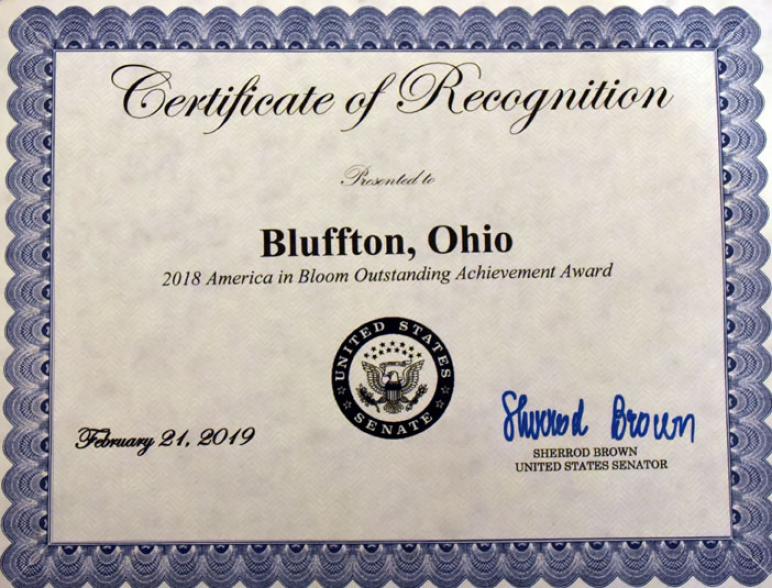 Certificate of Recognition
Presented to
Bluffton, Ohio
2018 America in Bloom Outstanding Achievement Award
UNITED STATES
SENATE
February 21, 2019
Sherrod Brown
SHERROD BROWN
UNITED STATES SENATOR